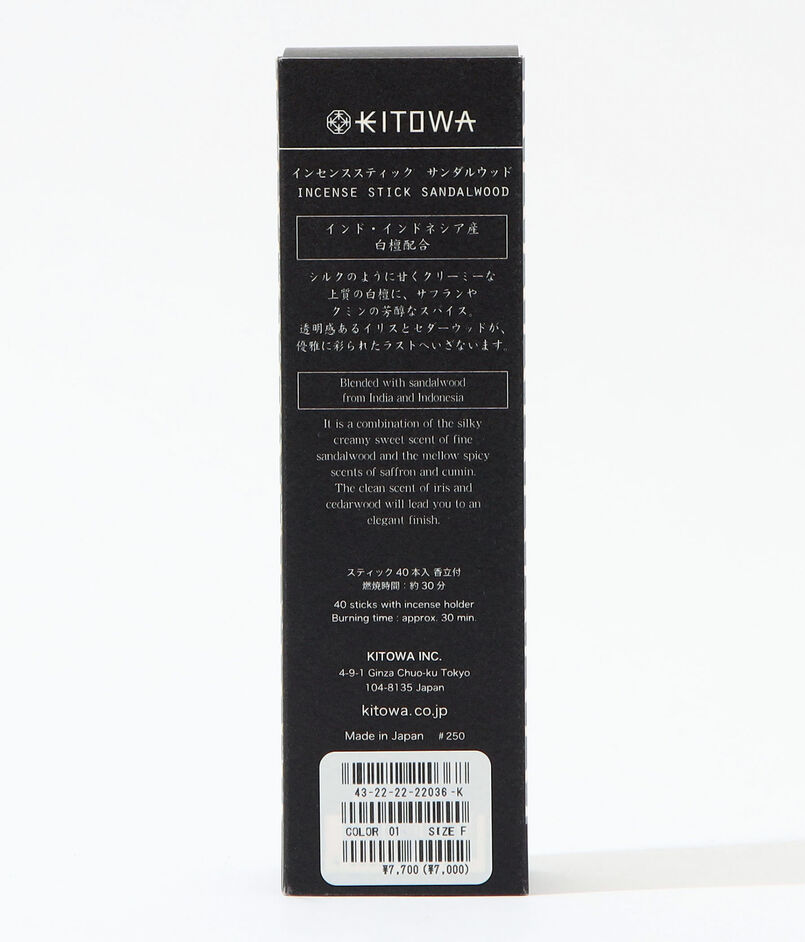 KITOWA
インセンススティック サンダルウッド
INCENSE STICK SANDALWOOD
インド・インドネシア産
白檀配合
シルクのように甘くクリーミーな
上質の白檀に、サフランや
クミンの芳醇なスパイス。
透明感あるイリスとセダーウッドが、
優雅に彩られたラストへいざないます。
Blended with sandalwood
from India and Indonesia
It is a combination of the silky
creamy sweet scent of fine
sandalwood and the mellow spicy
scents of saffron and cumin.
The clean scent of iris and
cedarwood will lead you to an
elegant finish.
スティック 40 本入 香立付
燃焼時間：約 30 分
40 sticks with incense holder
Burning time : approx. 30 min.
KITOWA INC.
4-9-1 Ginza Chuo-ku Tokyo
104-8135 Japan
kitowa.co.jp
Made in Japan #250
43-22-22-22036-K
COLOR 01 SIZE F
¥7,700 (¥7,000)